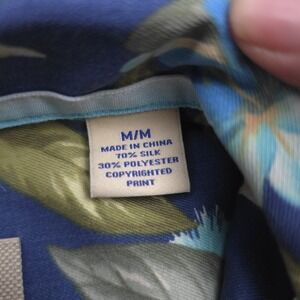 M/M
MADE IN CHINA
70% SILK
30% POLYESTER
COPYRIGHTED
PRINT